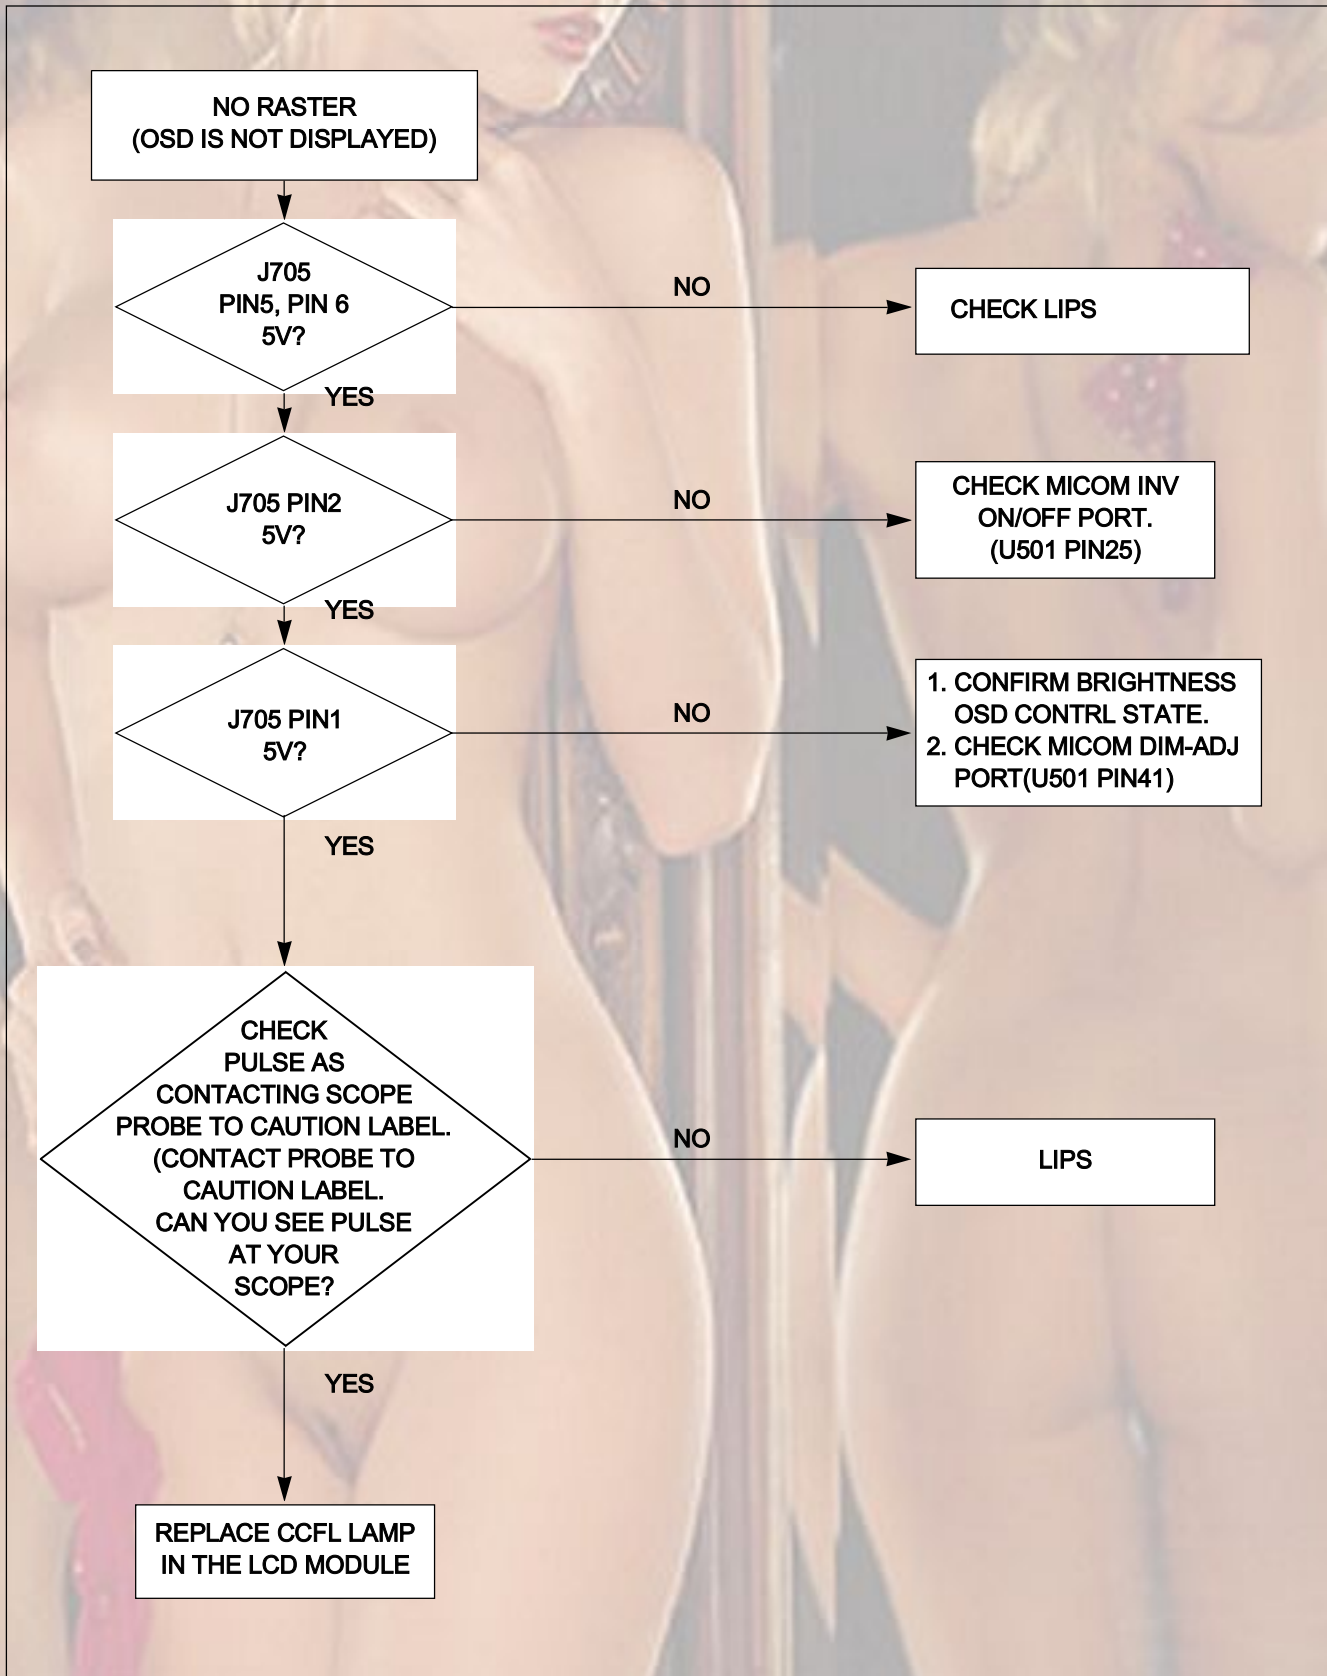 NO RASTER
(OSD IS NOT DISPLAYED)
J705
PIN5, PIN 6
5V?
NO
CHECK LIPS
YES
J705 PIN2
5V?
NO
CHECK MICOM INV
ON/OFF PORT.
(U501 PIN25)
YES
J705 PIN1
5V?
NO
1. CONFIRM BRIGHTNESS
OSD CONTRL STATE.
2. CHECK MICOM DIM-ADJ
PORT(U501 PIN41)
YES
CHECK
PULSE AS
CONTACTING SCOPE
PROBE TO CAUTION LABEL.
(CONTACT PROBE TO
CAUTION LABEL.
CAN YOU SEE PULSE
AT YOUR
SCOPE?
NO
LIPS
YES
REPLACE CCFL LAMP
IN THE LCD MODULE